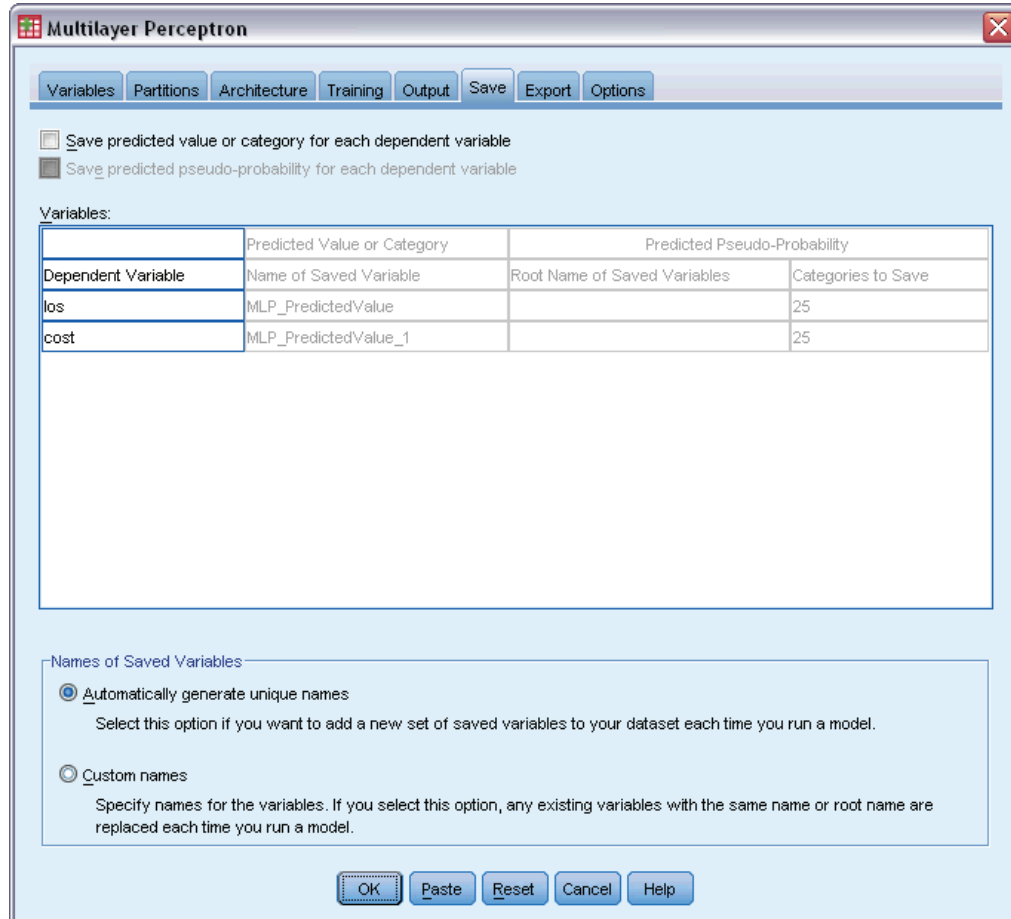 Multilayer Perceptron
Variables Partitions Architecture Training Output Save Export Options
Save predicted value or category for each dependent variable
Save predicted pseudo-probability for each dependent variable
Variables:
Predicted Value or Category Predicted Pseudo-Probability
Dependent Variable Name of Saved Variable Root Name of Saved Variables Categories to Save
los MLP_PredictedValue 25
cost MLP_PredictedValue_1 25
Names of Saved Variables
Automatically generate unique names
Select this option if you want to add a new set of saved variables to your dataset each time you run a model.
Custom names
Specify names for the variables. If you select this option, any existing variables with the same name or root name are
replaced each time you run a model.
OK Paste Reset Cancel Help